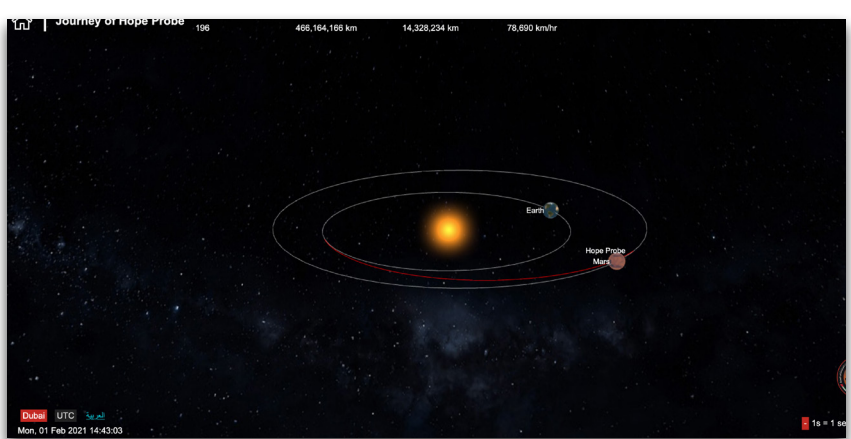 Journey of Hope Probe
196 466,164,166 km 14,328,234 km 78,690 km/hr
Earth
Hope Probe
Mars
Dubai UTC العربية
Mon, 01 Feb 2021 14:43:03
- 1s = 1 se